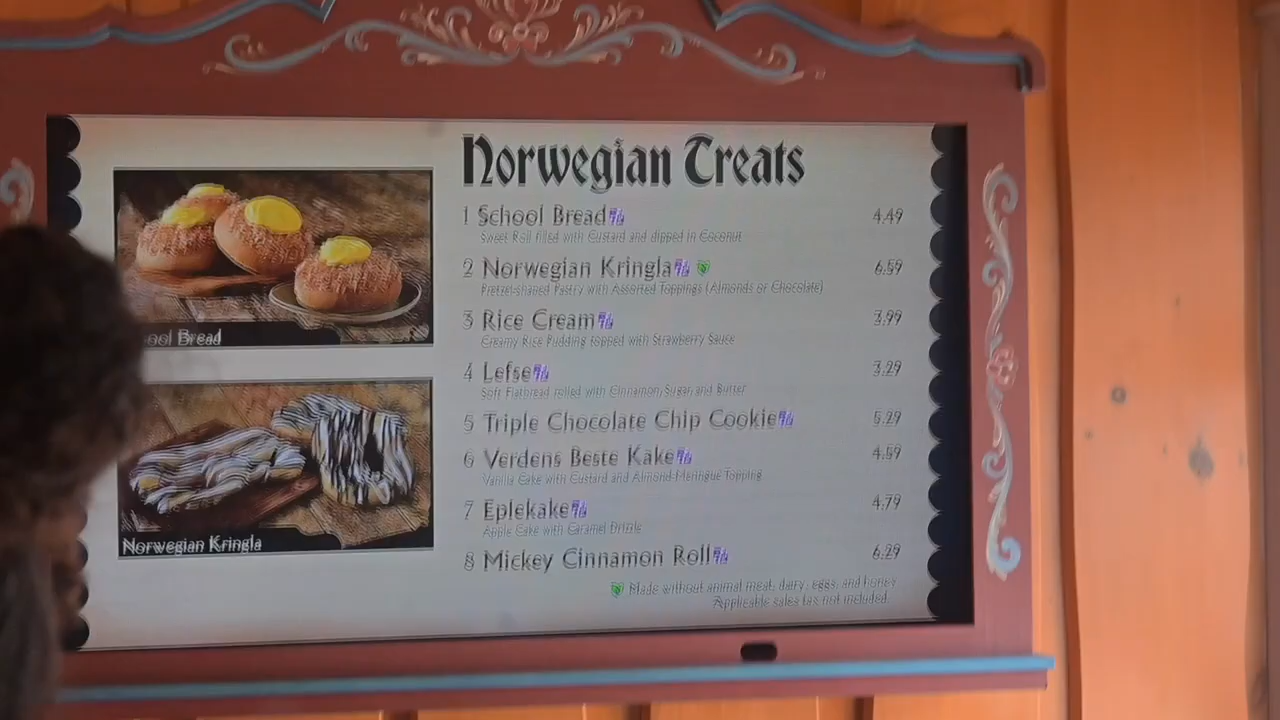 Norwegian Treats
1 School Bread 4.49
Sweet Roll filled with Custard and dipped in Coconut
2 Norwegian Kringla 6.59
Pretzel-shaped Pastry with Assorted Toppings (Almonds or Chocolate)
3 Rice Cream 3.99
Creamy Rice Pudding topped with Strawberry Sauce
4 Lefse 3.29
Soft Flatbread rolled with Cinnamon, Sugar, and Butter
5 Triple Chocolate Chip Cookie 5.29
6 Verdens Beste Kake 4.59
Vanilla Cake with Custard and Almond-Meringue Topping
7 Eplekake 4.79
Apple Cake with Caramel Drizzle
8 Mickey Cinnamon Roll 6.29
Made without animal meat, dairy, eggs, and honey
Applicable sales tax not included.
ool Bread
Norwegian Kringla